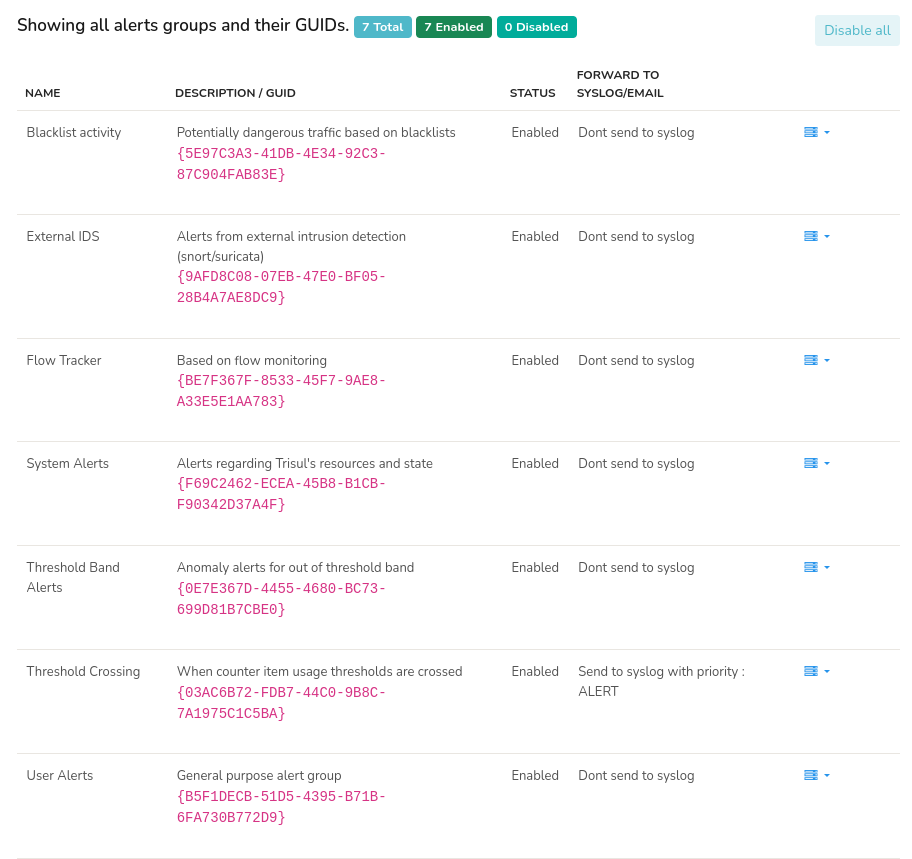 Showing all alerts groups and their GUIDs. 7 Total 7 Enabled 0 Disabled Disable all
NAME DESCRIPTION / GUID STATUS FORWARD TO SYSLOG/EMAIL
Blacklist activity Potentially dangerous traffic based on blacklists Enabled Dont send to syslog
{5E97C3A3-41DB-4E34-92C3-
87C904FAB83E}
External IDS Alerts from external intrusion detection Enabled Dont send to syslog
(snort/suricata)
{9AFD8C08-07EB-47E0-BF05-
28B4A7AE8DC9}
Flow Tracker Based on flow monitoring Enabled Dont send to syslog
{BE7F367F-8533-45F7-9AE8-
A33E5E1AA783}
System Alerts Alerts regarding Trisul's resources and state Enabled Dont send to syslog
{F69C2462-ECEA-45B8-B1CB-
F90342D37A4F}
Threshold Band Anomaly alerts for out of threshold band Enabled Dont send to syslog
Alerts {0E7E367D-4455-4680-BC73-
699D81B7CBE0}
Threshold Crossing When counter item usage thresholds are crossed Enabled Send to syslog with priority :
{03AC6B72-FDB7-44C0-9B8C- ALERT
7A1975C1C5BA}
User Alerts General purpose alert group Enabled Dont send to syslog
{B5F1DECB-51D5-4395-B71B-
6FA730B772D9}